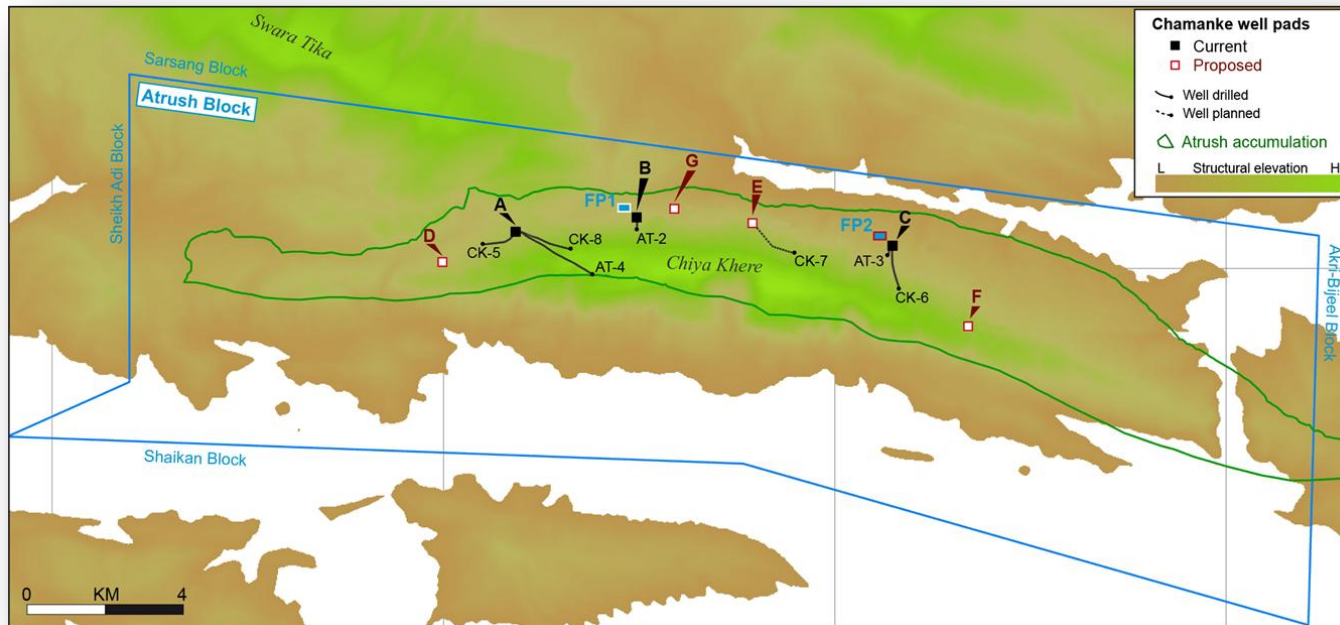 Swara Tika
Sarsang Block
Atrush Block
Sheikh Adi Block
Chamanke well pads
Current
Proposed
Well drilled
Well planned
Atrush accumulation
L Structural elevation H
A
B
G
E
FP1
FP2
C
D
CK-5
CK-8
AT-2
AT-4
Chiya Khere
CK-7
AT-3
CK-6
F
Akri-Bijeel Block
Shaikan Block
0 KM 4